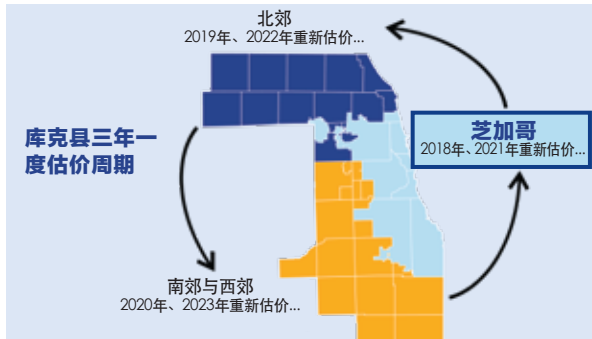 北郊
2019年、2022年重新估价...
库克县三年一
度估价周期
芝加哥
2018年、2021年重新估价...
南郊与西郊
2020年、2023年重新估价...